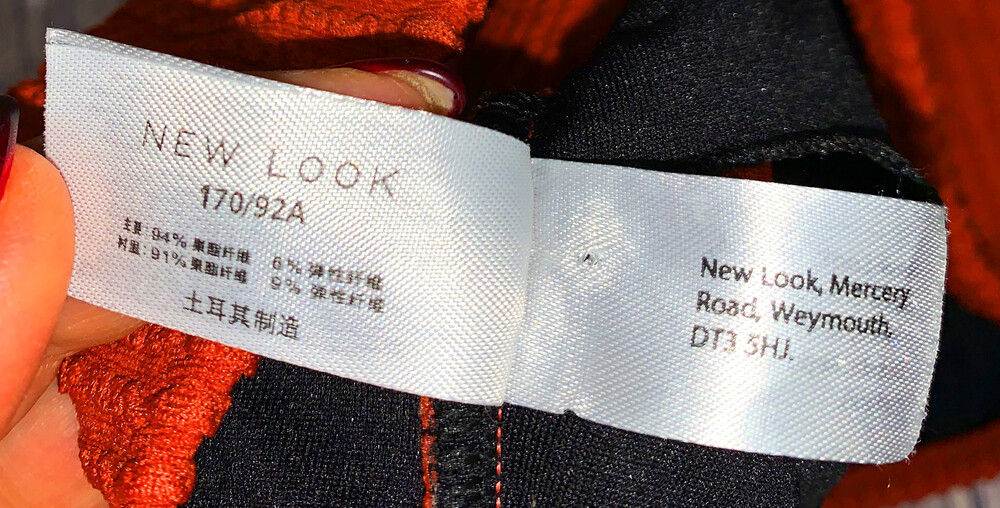 NEW LOOK
170/92A
主要: 94% 聚酯纤维 6% 弹性纤维
衬里: 91% 聚酯纤维 9% 弹性纤维
土耳其制造
New Look, Mercery
Road, Weymouth,
DT3 5HJ.